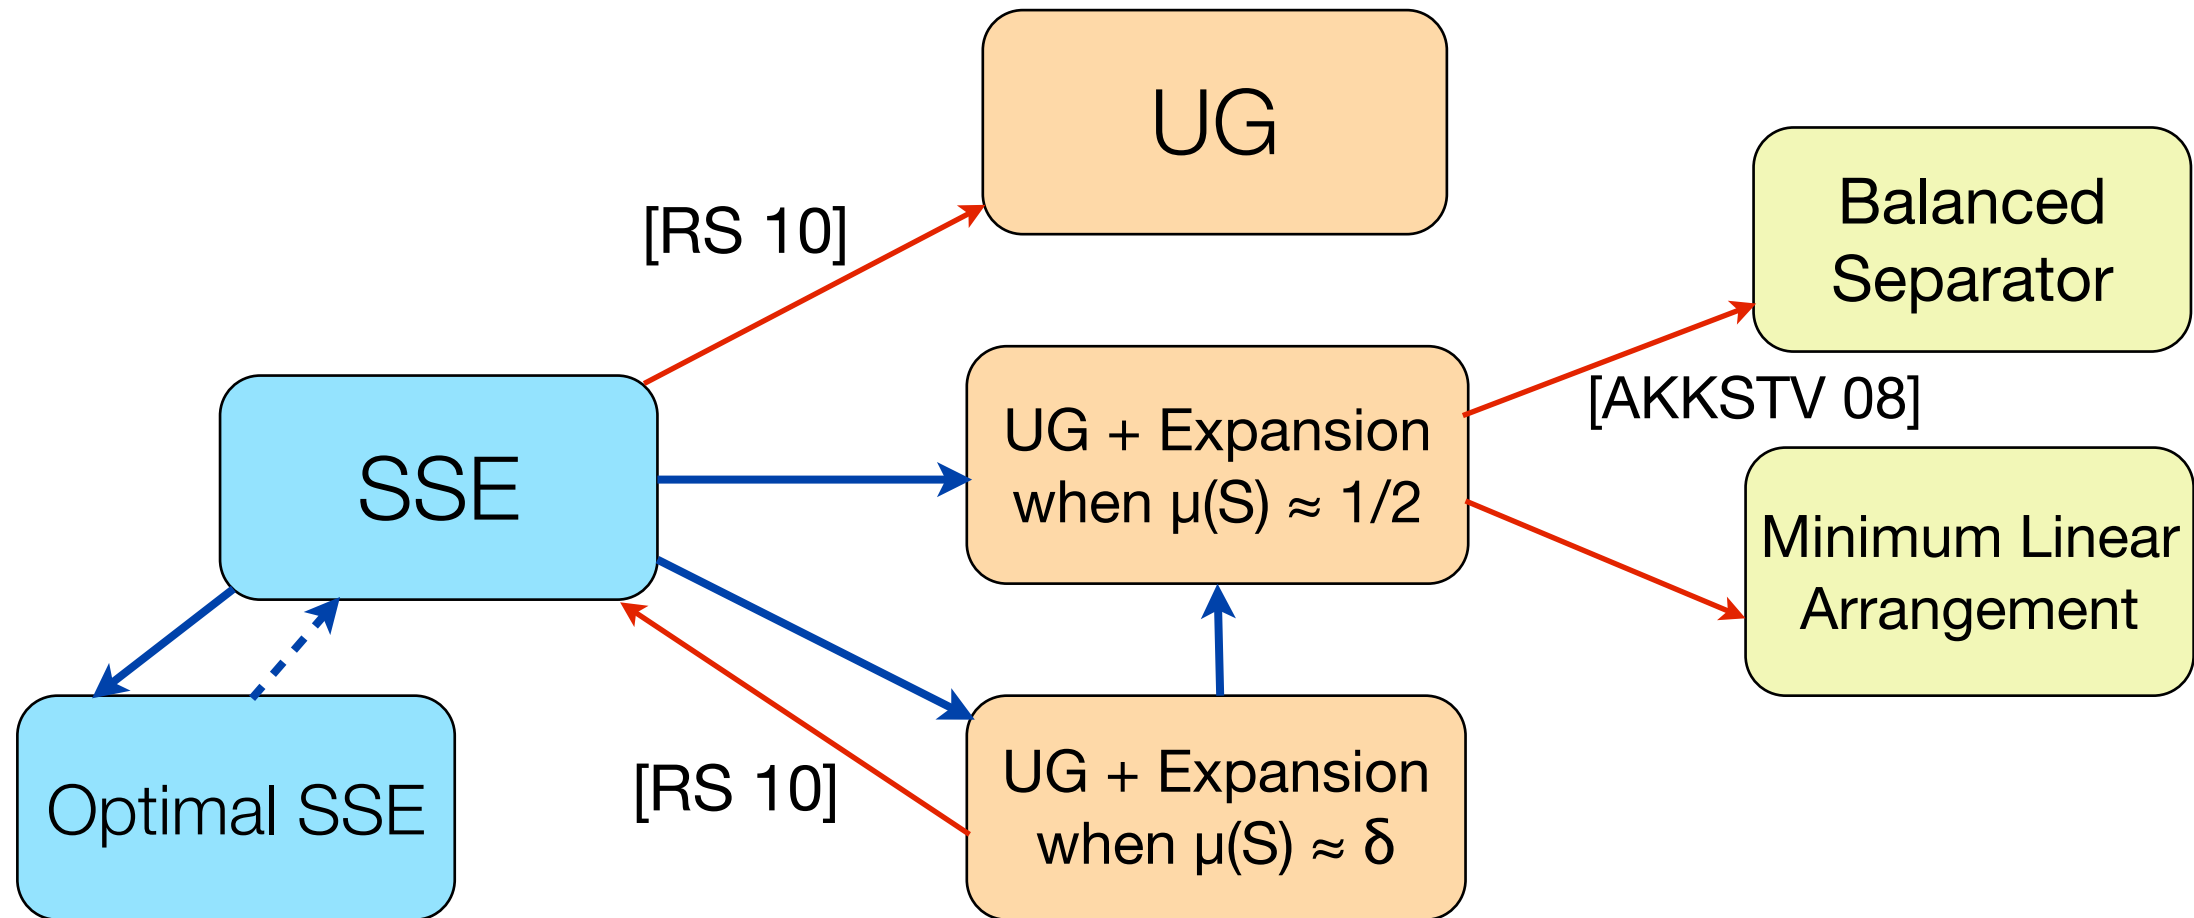 UG
[RS 10]
Balanced
Separator
[AKKSTV 08]
SSE
UG + Expansion
when μ(S) ≈ 1/2
Minimum Linear
Arrangement
Optimal SSE
[RS 10]
UG + Expansion
when μ(S) ≈ δ